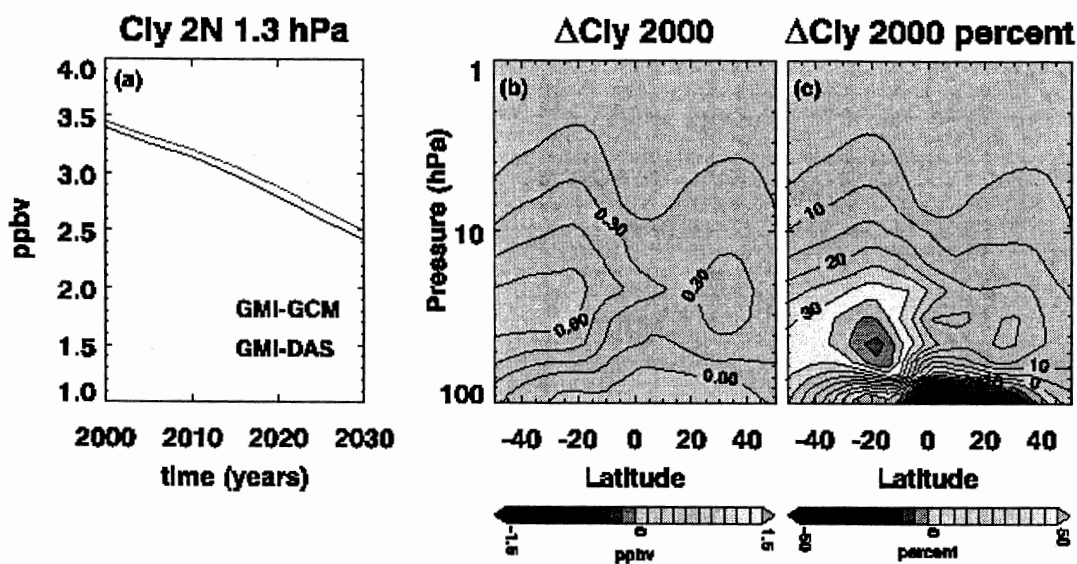 Cly 2N 1.3 hPa
(a)
4.0
3.5
3.0
2.5
2.0
1.5
1.0
ppbv
GMI-GCM
GMI-DAS
2000 2010 2020 2030
time (years)
ΔCly 2000
(b)
1
10
100
Pressure (hPa)
0.30
0.30
0.60
0.00
-40 -20 0 20 40
Latitude
-1.5 0 1.5
ppbv
ΔCly 2000 percent
(c)
10
20
30
10
0
-40 -20 0 20 40
Latitude
-50 0 50
percent